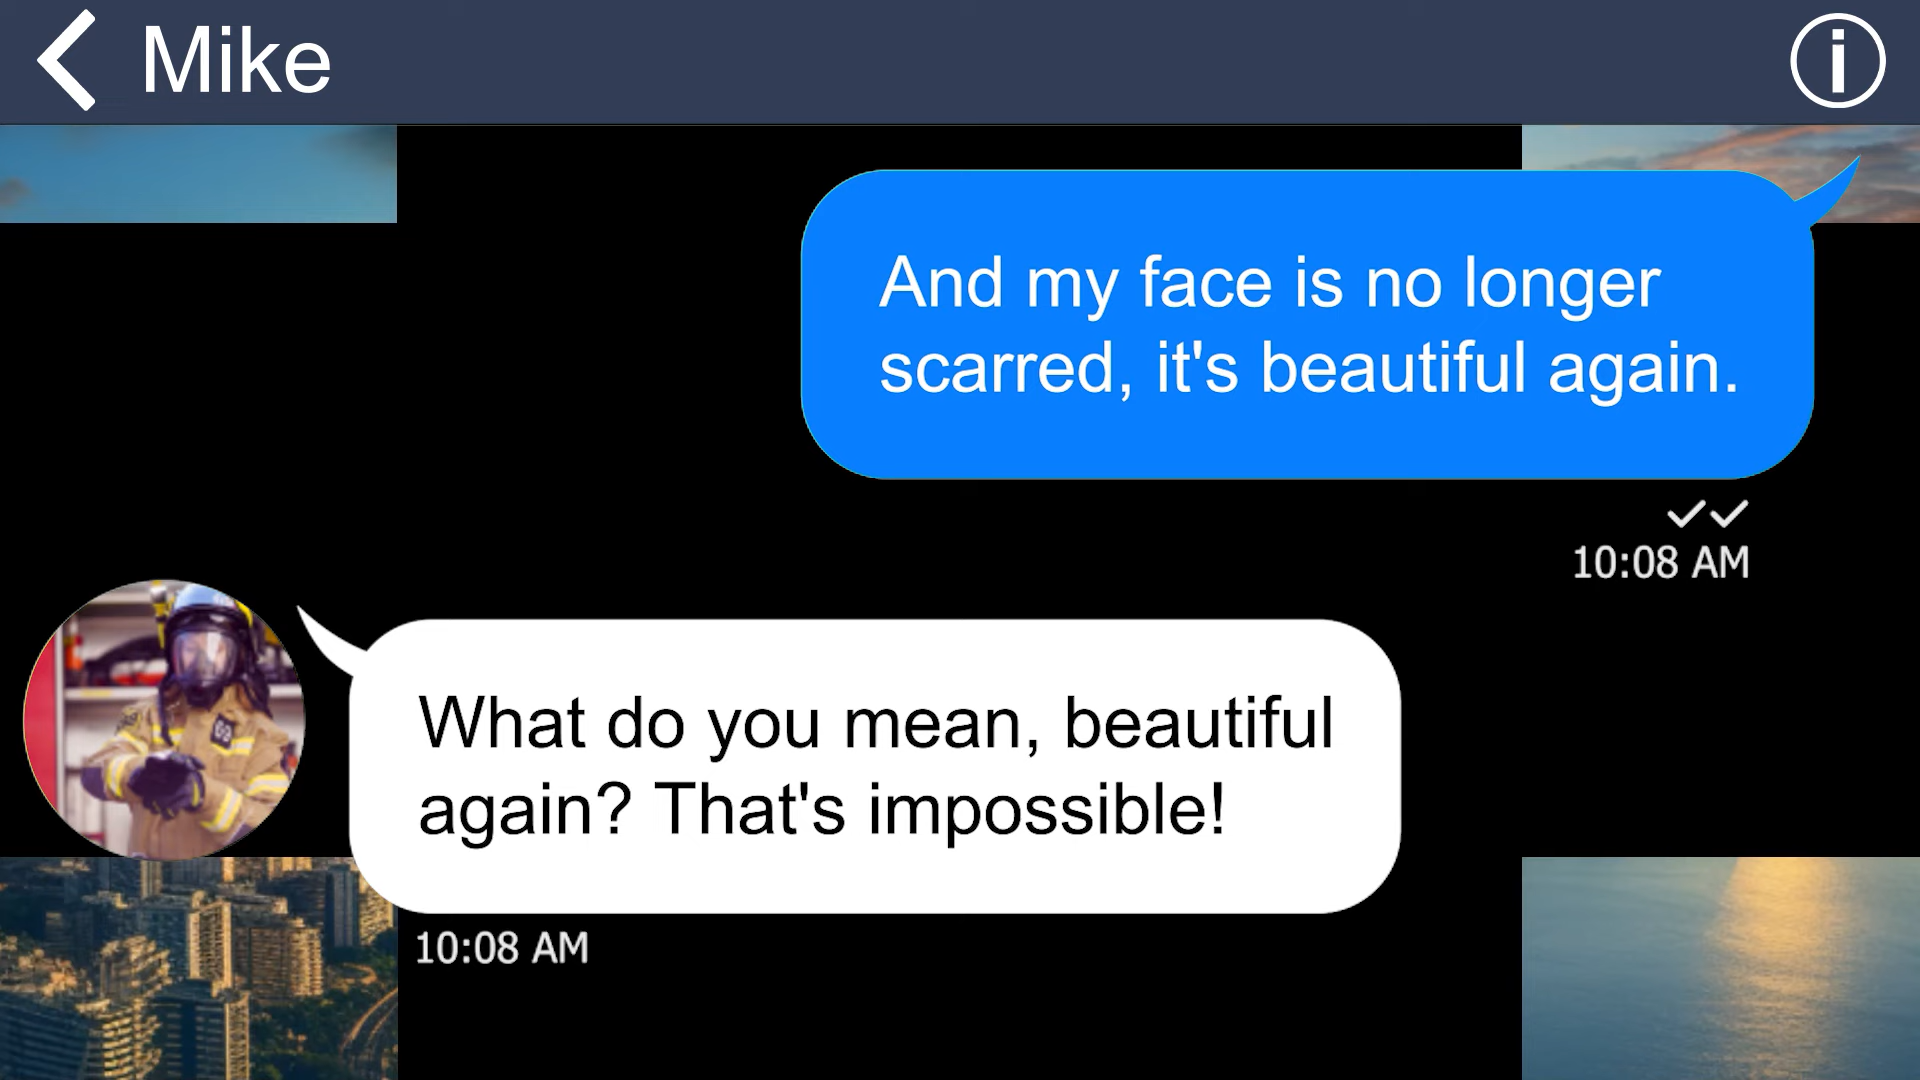 Mike
And my face is no longer
scarred, it's beautiful again.
10:08 AM
What do you mean, beautiful
again? That's impossible!
10:08 AM